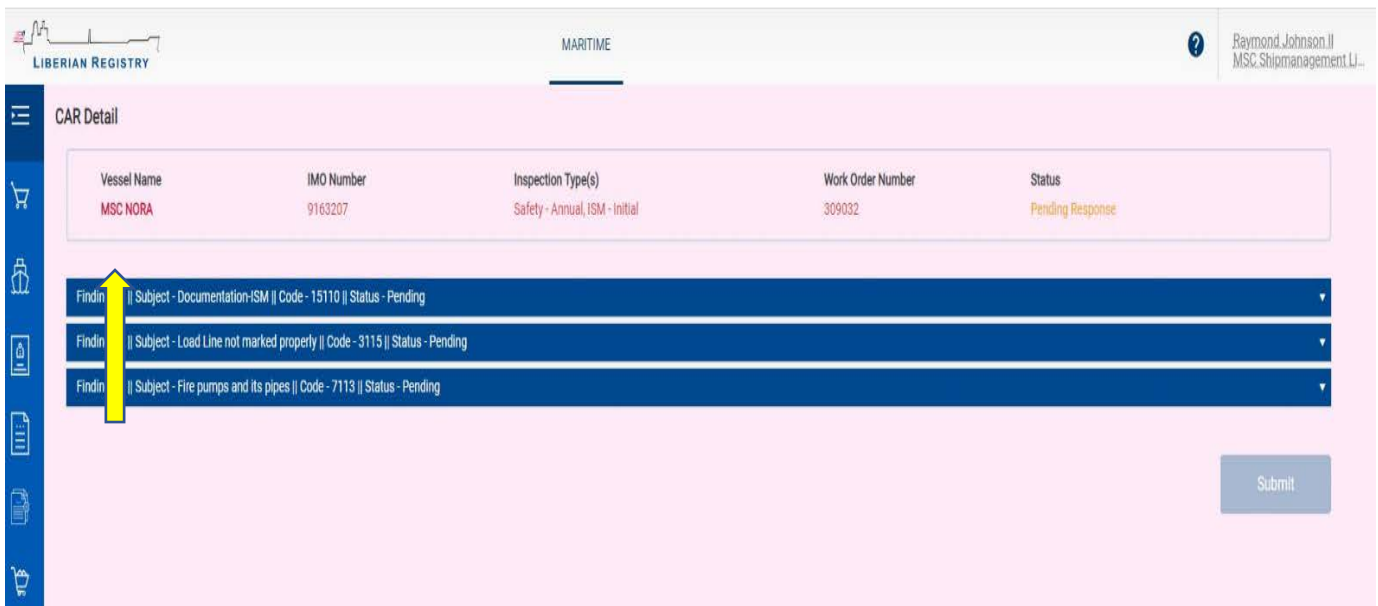 LIBERIAN REGISTRY
MARITIME
?
Raymond Johnson II
MSC Shipmanagement Li...
CAR Detail
Vessel Name IMO Number Inspection Type(s) Work Order Number Status
MSC NORA 9163207 Safety - Annual, ISM - Initial 309032 Pending Response
Findin || Subject - Documentation-ISM || Code - 15110 || Status - Pending
Findin || Subject - Load Line not marked properly || Code - 3115 || Status - Pending
Findin || Subject - Fire pumps and its pipes || Code - 7113 || Status - Pending
Submit